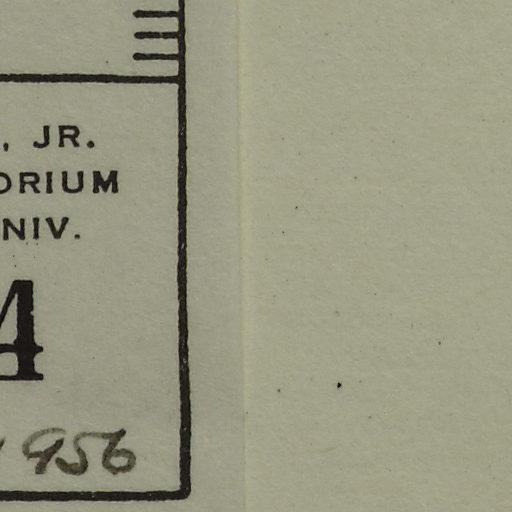 , JR.
ORIUM
NIV.
4
956